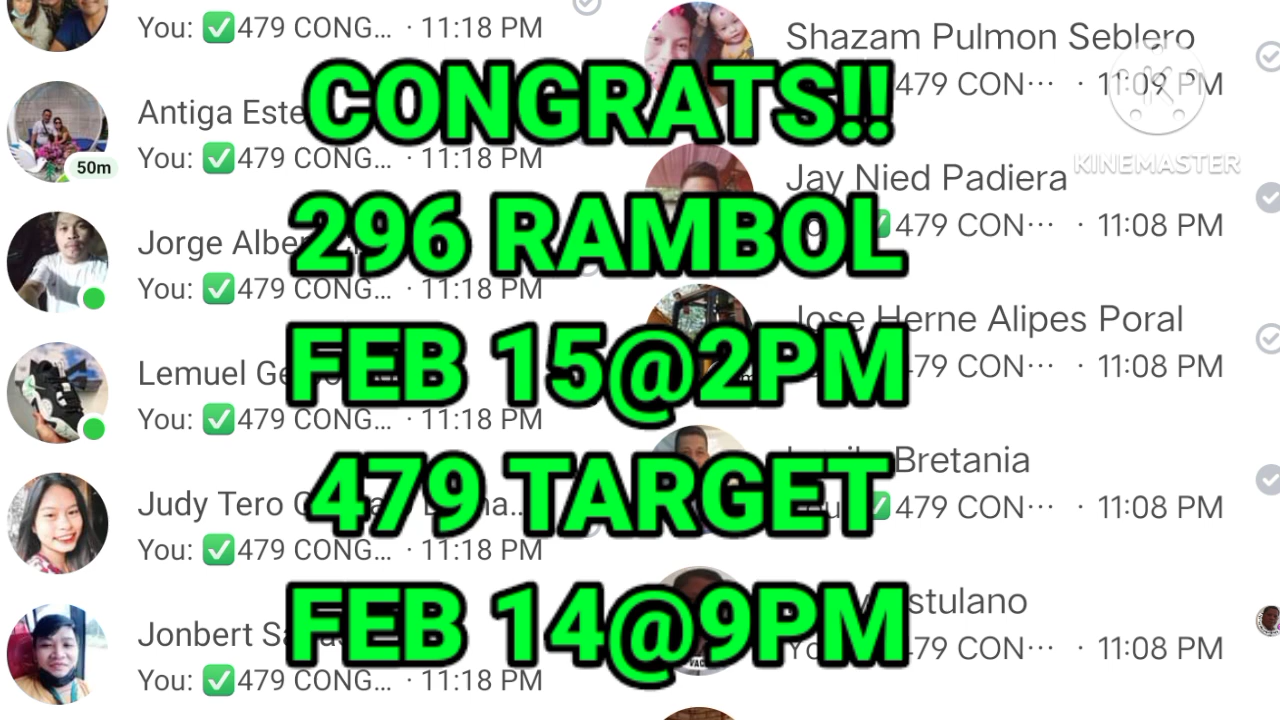 You: ✅479 CONG... · 11:18 PM
Antiga Este
You: ✅479 CONG... · 11:18 PM
50m
Jorge Albe
You: ✅479 CONG... · 11:18 PM
Lemuel Ge
You: ✅479 CONG... · 11:18 PM
Judy Tero
You: ✅479 CONG... · 11:18 PM
Jonbert Sa
You: ✅479 CONG... · 11:18 PM
Shazam Pulmon Seblero
479 CON··· · 11:09 PM
Jay Nied Padiera
479 CON··· · 11:08 PM
Jose Herne Alipes Poral
479 CON··· · 11:08 PM
Bretania
479 CON··· · 11:08 PM
stulano
479 CON··· · 11:08 PM
KINEMASTER
CONGRATS!!
296 RAMBOL
FEB 15@2PM
479 TARGET
FEB 14@9PM